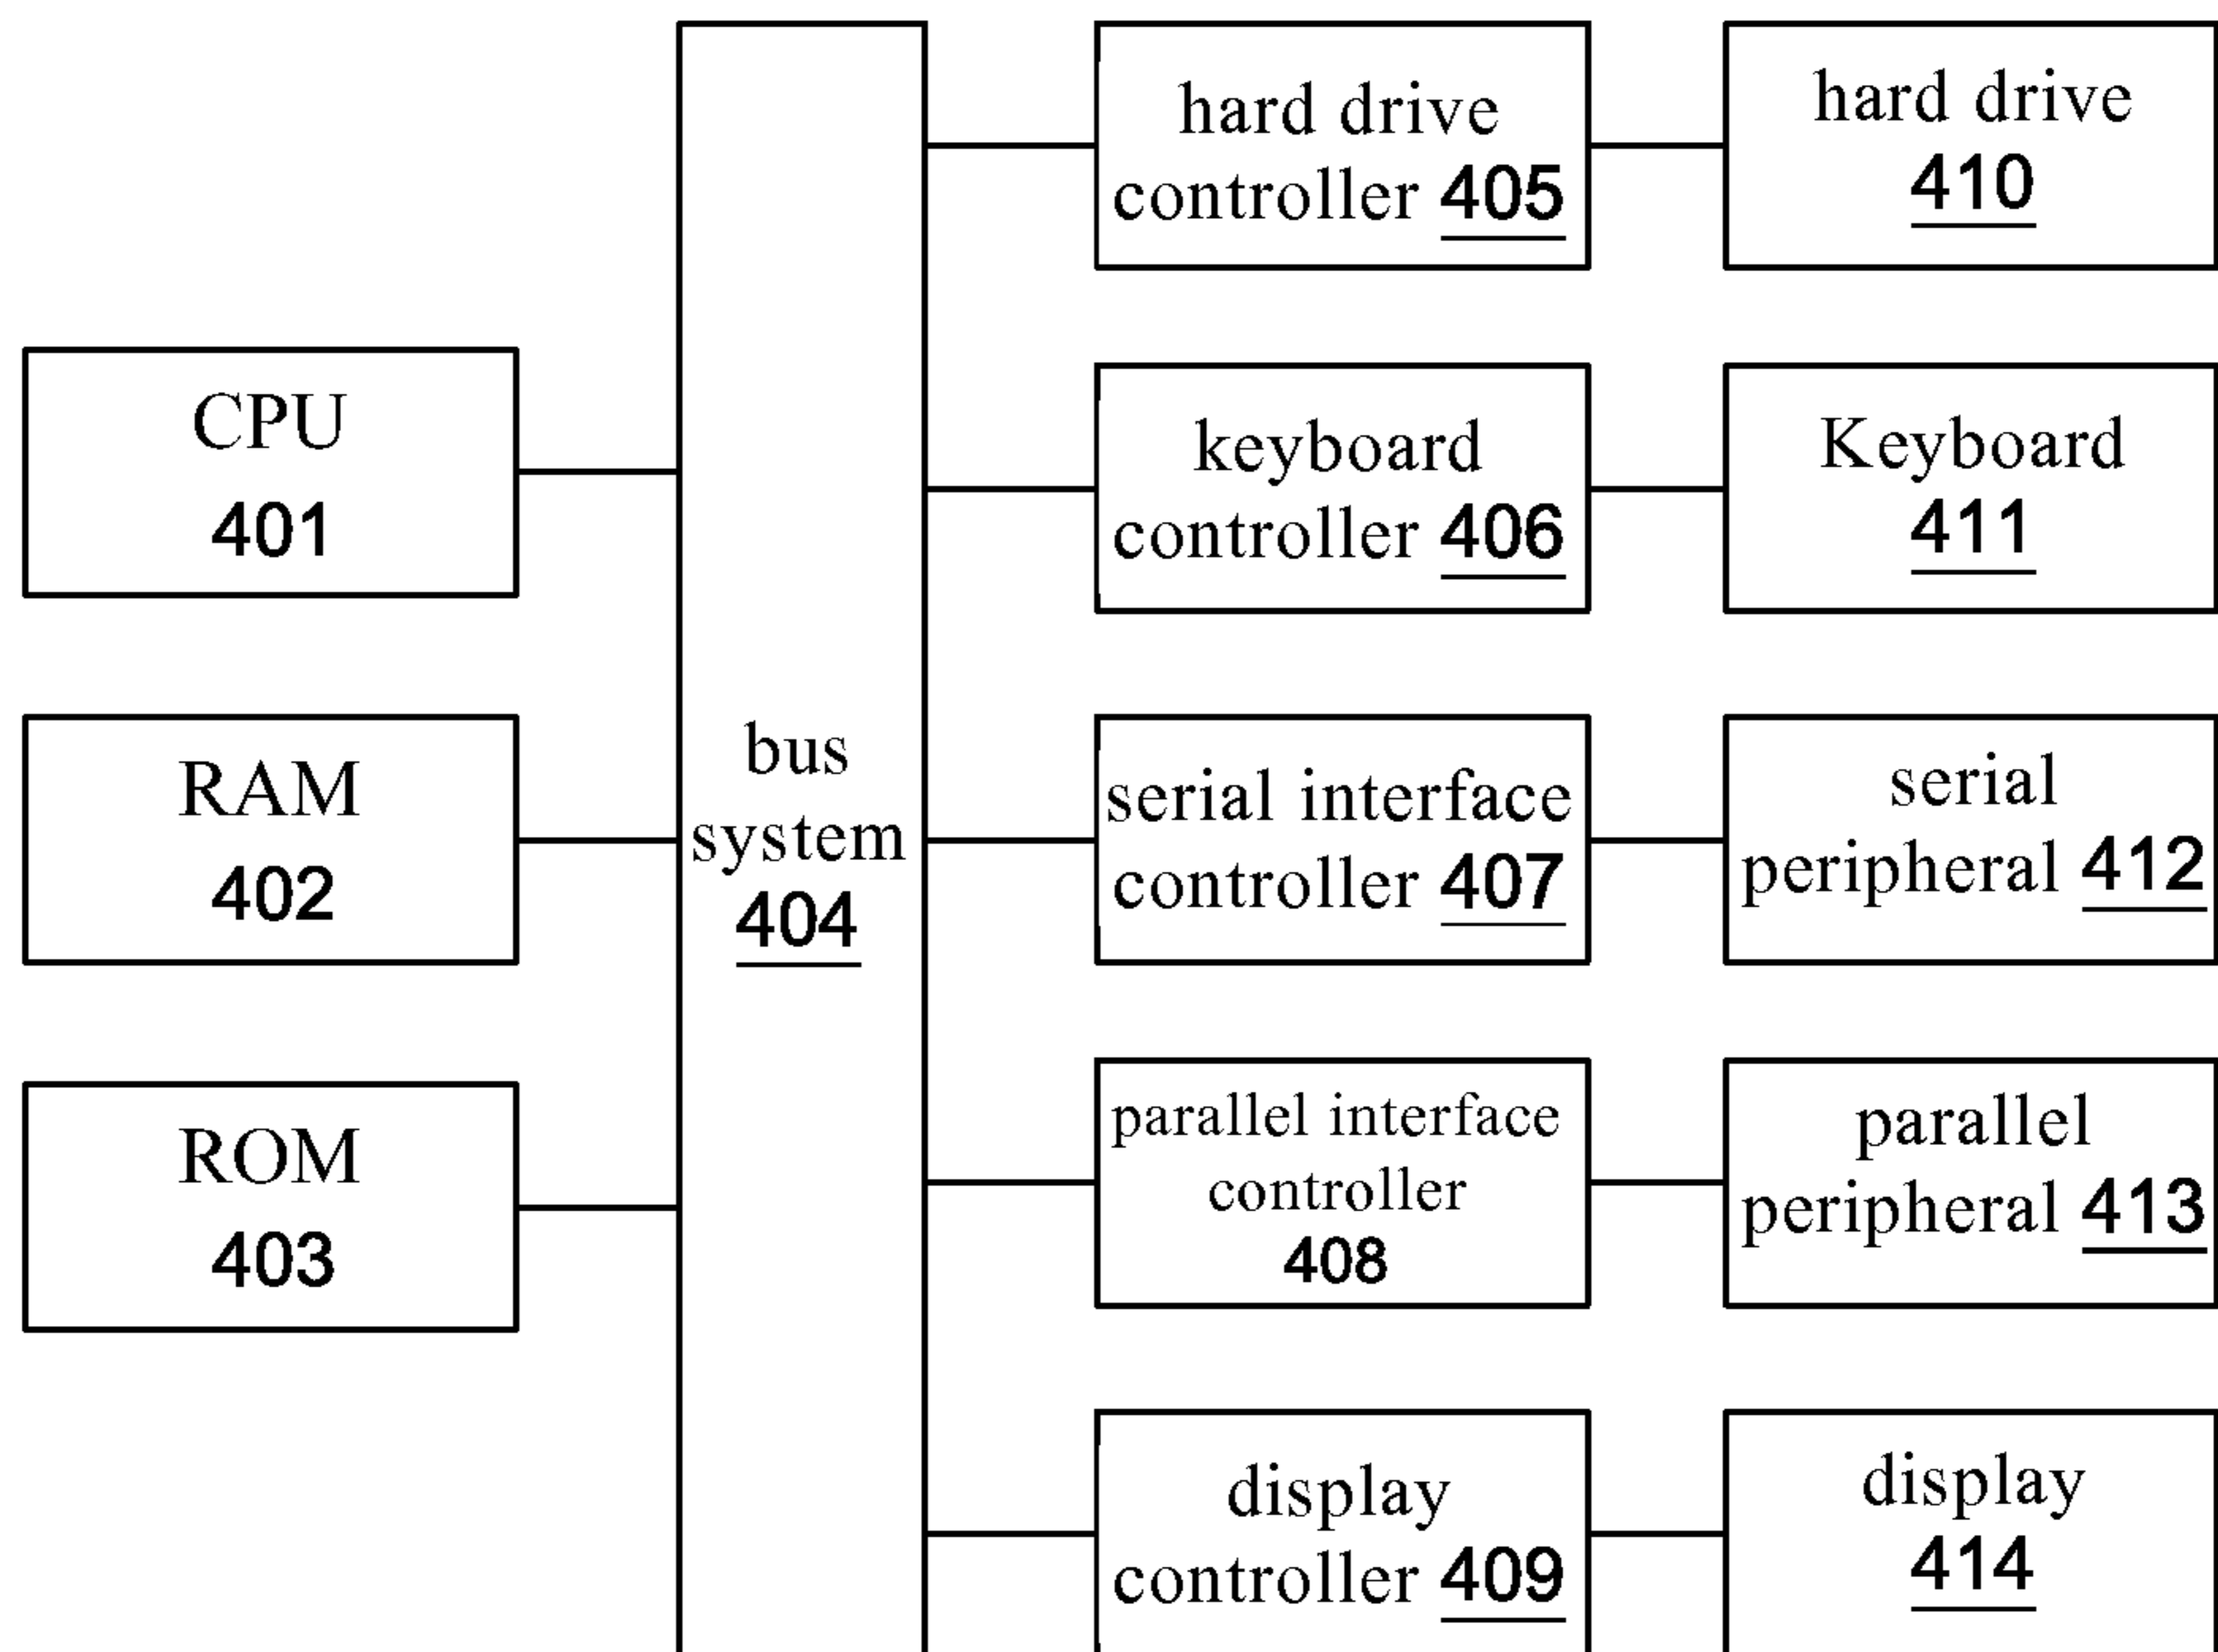 CPU
401
RAM
402
ROM
403
bus
system
404
hard drive
controller 405
hard drive
410
keyboard
controller 406
Keyboard
411
serial interface
controller 407
serial
peripheral 412
parallel interface
controller
408
parallel
peripheral 413
display
controller 409
display
414